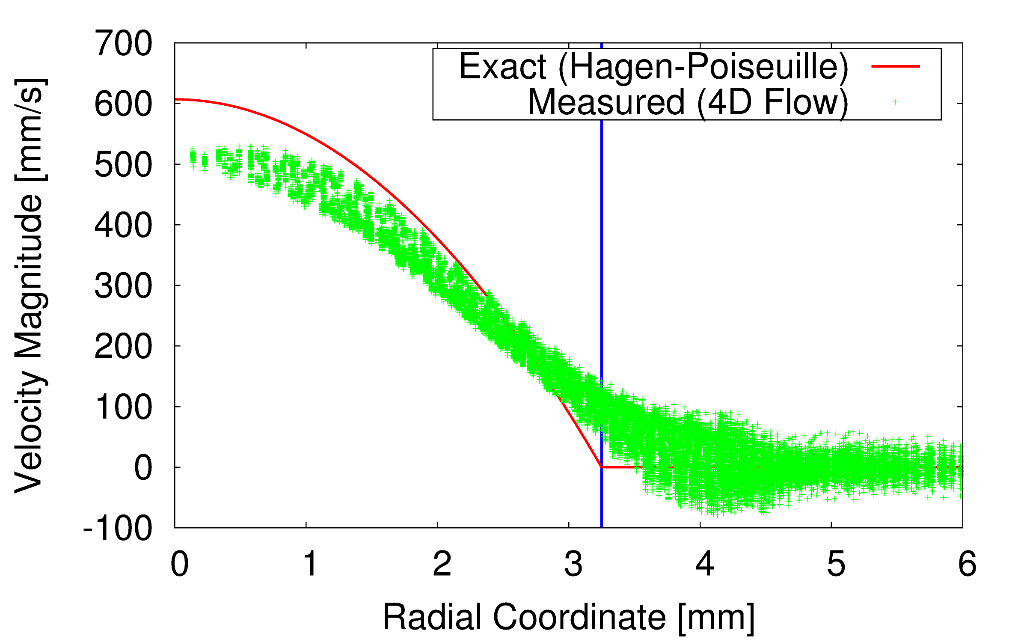 700
600
500
400
300
200
100
0
-100
Velocity Magnitude [mm/s]
Exact (Hagen-Poiseuille)
Measured (4D Flow)
0 1 2 3 4 5 6
Radial Coordinate [mm]